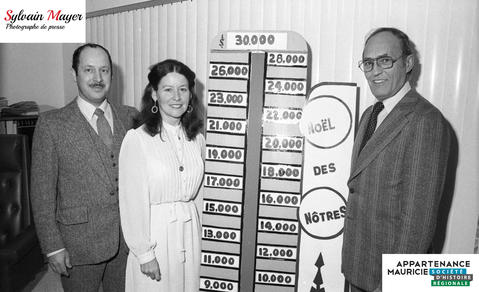 Sylvain Mayer
Photographe de presse
$ 30.000
28.000
26.000
24.000
23.000
22.000
21.000
20.000
19.000
18.000
17.000
16.000
15.000
14.000
13.000
12.000
11.000
10.000
9.000
NOËL
DES
NÔTRES
APPARTENANCE
MAURICIE SOCIÉTÉ
D'HISTOIRE
RÉGIONALE